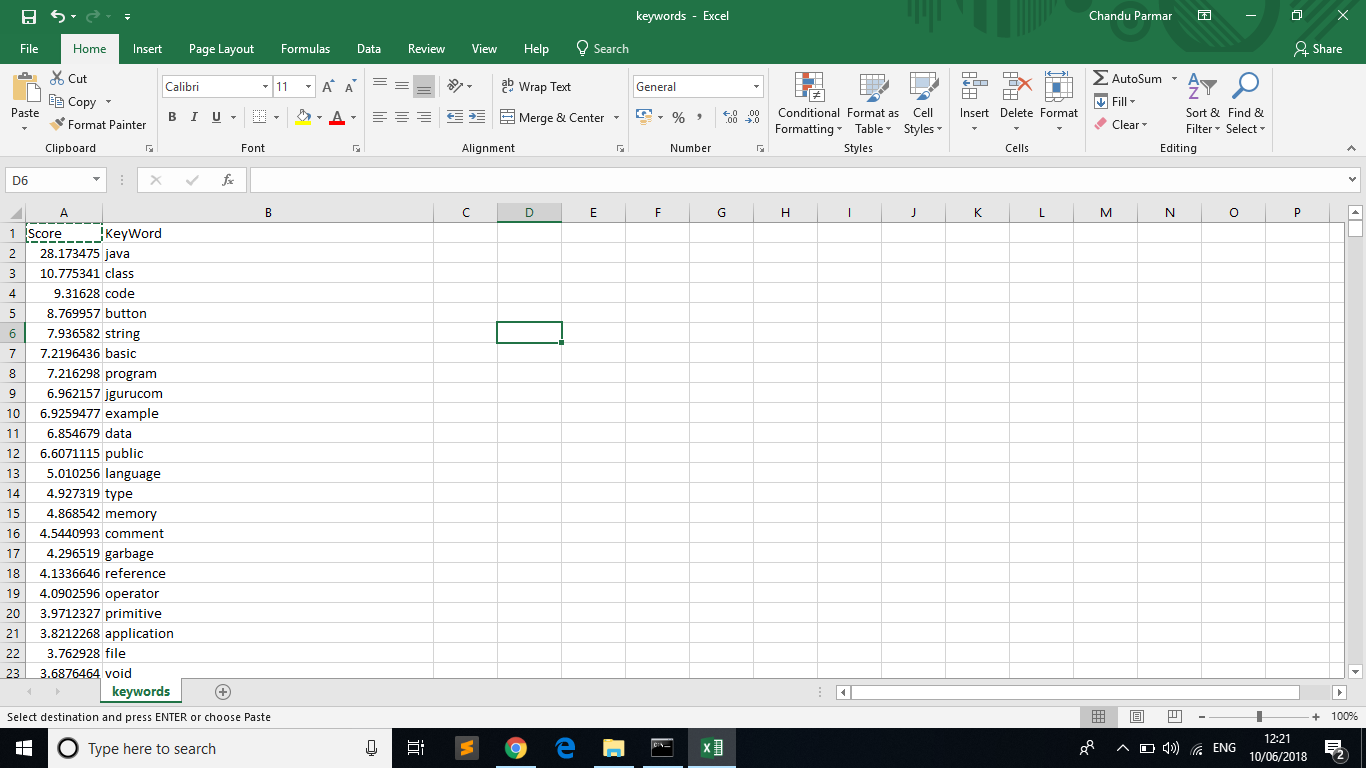 keywords - Excel
Chandu Parmar
File Home Insert Page Layout Formulas Data Review View Help Search Share
Paste
Cut
Copy
Format Painter
Clipboard
Calibri 11
B I U
Font
Wrap Text
Merge & Center
Alignment
General
%
Number
Conditional Formatting
Format as Table
Cell Styles
Styles
Insert Delete Format
Cells
AutoSum
Fill
Clear
Sort & Filter
Find & Select
Editing
D6
fx
A B C D E F G H I J K L M N O P
1 Score KeyWord
2 28.173475 java
3 10.775341 class
4 9.31628 code
5 8.769957 button
6 7.936582 string
7 7.2196436 basic
8 7.216298 program
9 6.962157 jgurucom
10 6.9259477 example
11 6.854679 data
12 6.6071115 public
13 5.010256 language
14 4.927319 type
15 4.868542 memory
16 4.5440993 comment
17 4.296519 garbage
18 4.1336646 reference
19 4.0902596 operator
20 3.9712327 primitive
21 3.8212268 application
22 3.762928 file
23 3.6876464 void
keywords
Select destination and press ENTER or choose Paste
100%
Type here to search
ENG
12:21
10/06/2018
2